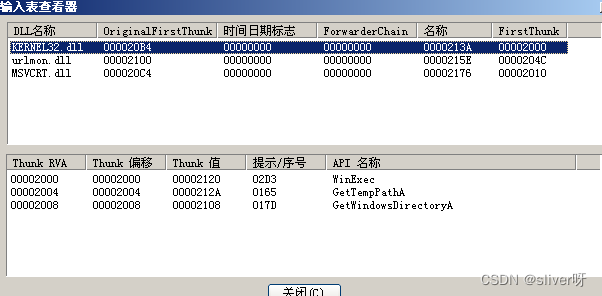 输入表查看器
DLL名称 OriginalFirstThunk 时间日期标志 ForwarderChain 名称 FirstThunk
KERNEL32.dll 000020B4 00000000 00000000 0000213A 00002000
urlmon.dll 00002100 00000000 00000000 0000215E 0000204C
MSVCRT.dll 000020C4 00000000 00000000 00002176 00002010
Thunk RVA Thunk 偏移 Thunk 值 提示/序号 API 名称
00002000 00002000 00002120 02D3 WinExec
00002004 00002004 0000212A 0165 GetTempPathA
00002008 00002008 00002108 017D GetWindowsDirectoryA
关闭(C)
CSDN @sliver呀